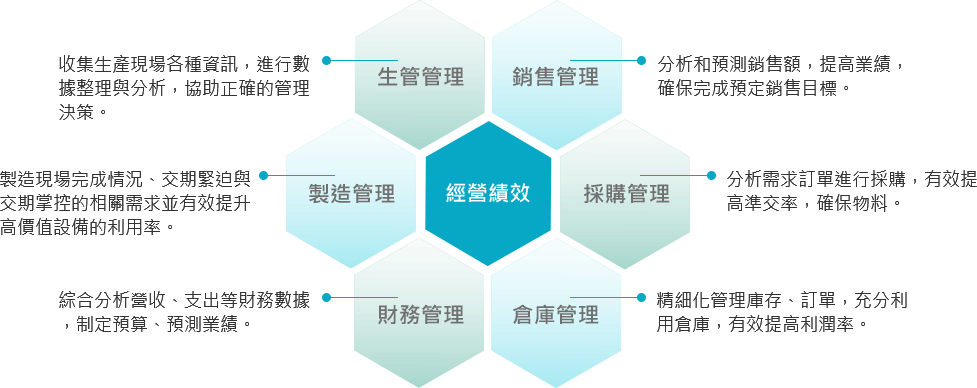 收集生產現場各種資訊，進行數
據整理與分析，協助正確的管理
決策。
生管管理
銷售管理
分析和預測銷售額，提高業績，
確保完成預定銷售目標。
製造現場完成情況、交期緊迫與
交期掌控的相關需求並有效提升
高價值設備的利用率。
製造管理
經營績效
採購管理
分析需求訂單進行採購，有效提
高準交率，確保物料。
綜合分析營收、支出等財務數據
，制定預算、預測業績。
財務管理
倉庫管理
精細化管理庫存、訂單，充分利
用倉庫，有效提高利潤率。